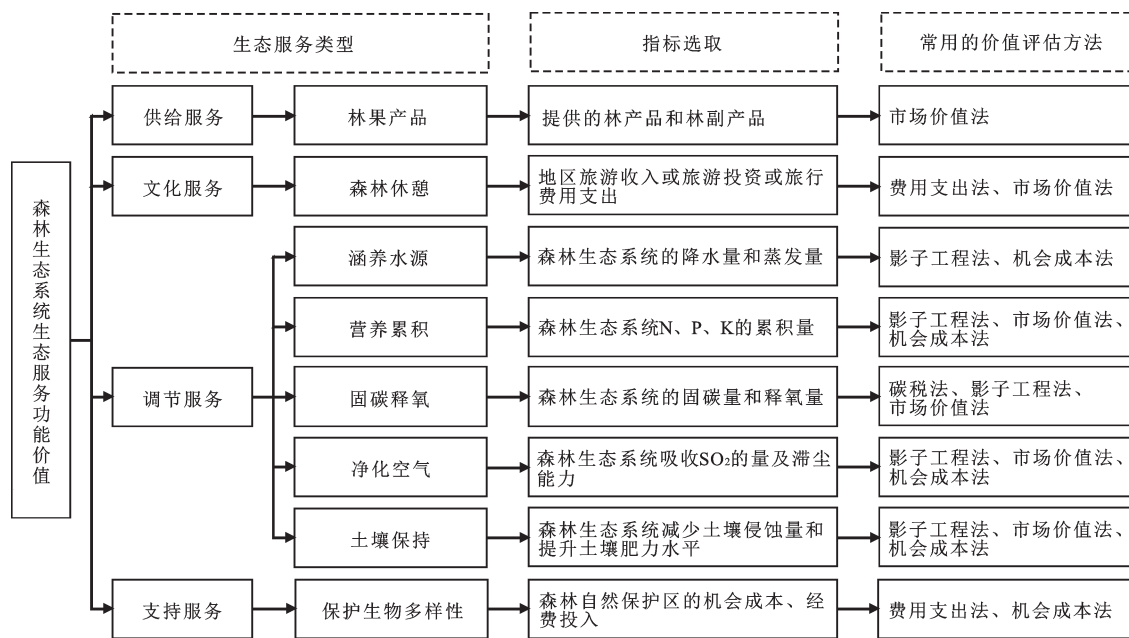 生态服务类型
指标选取
常用的价值评估方法
森林生态系统生态服务功能价值
供给服务
林果产品
提供的林产品和林副产品
市场价值法
文化服务
森林休憩
地区旅游收入或旅游投资或旅行
费用支出
费用支出法、市场价值法
调节服务
涵养水源
森林生态系统的降水量和蒸发量
影子工程法、机会成本法
营养累积
森林生态系统N、P、K的累积量
影子工程法、市场价值法、
机会成本法
固碳释氧
森林生态系统的固碳量和释氧量
碳税法、影子工程法、
市场价值法
净化空气
森林生态系统吸收SO₂的量及滞尘
能力
影子工程法、市场价值法、
机会成本法
土壤保持
森林生态系统减少土壤侵蚀量和
提升土壤肥力水平
影子工程法、市场价值法、
机会成本法
支持服务
保护生物多样性
森林自然保护区的机会成本、经
费投入
费用支出法、机会成本法